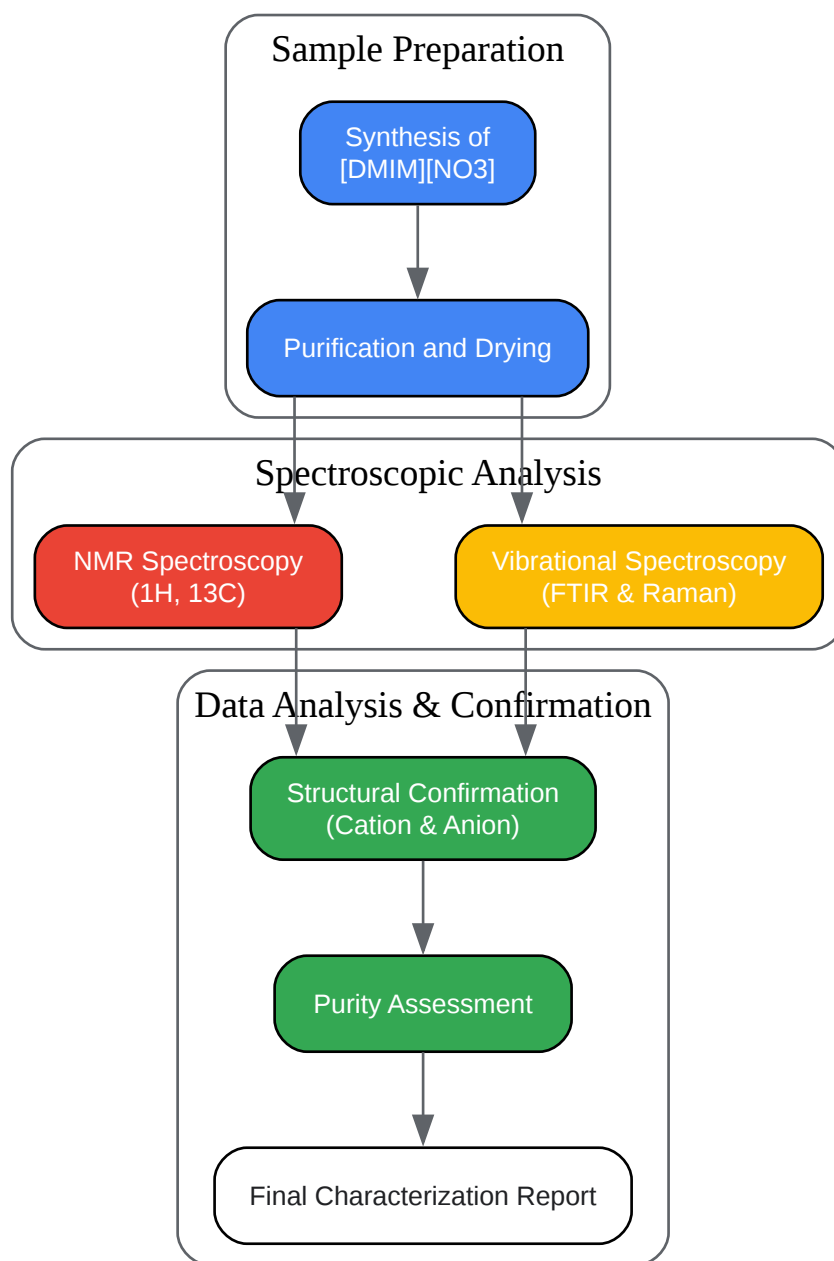 Sample Preparation
Synthesis of
[DMIM][NO3]
Purification and Drying
Spectroscopic Analysis
NMR Spectroscopy
(1H, 13C)
Vibrational Spectroscopy
(FTIR & Raman)
Data Analysis & Confirmation
Structural Confirmation
(Cation & Anion)
Purity Assessment
Final Characterization Report